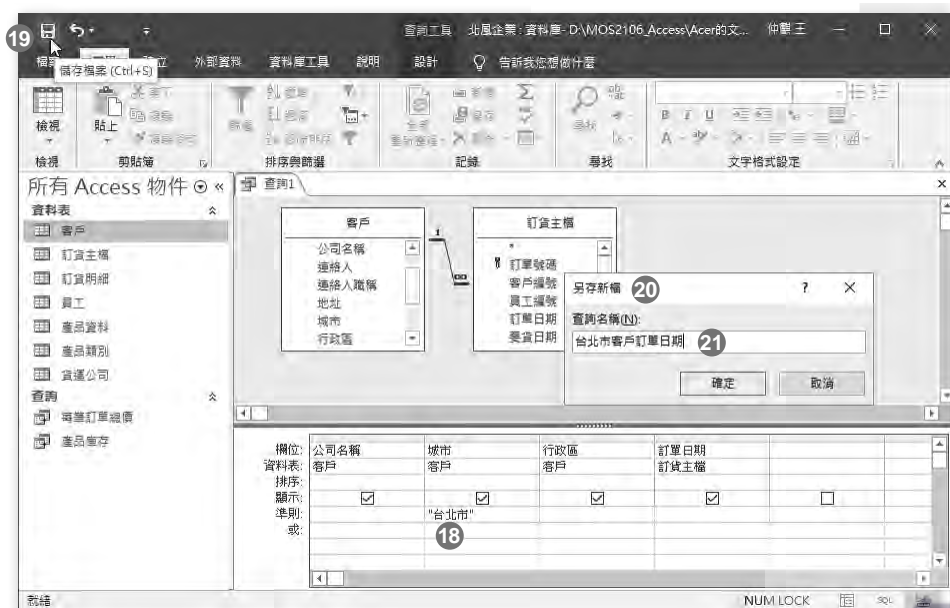 19
查詢工具 北風企業: 資料庫- D:\MOS2106_Access\Acer的文...
儲存檔案 (Ctrl+S)
外部資料 資料庫工具 說明 設計 告訴我您想做什麼
檢視 貼上
檢視 剪貼簿 排序與篩選 記錄 尋找 文字格式設定
所有 Access 物件
資料表
客戶
訂貨主檔
訂貨明細
員工
產品資料
產品類別
貨運公司
查詢
每筆訂單總價
產品庫存
查詢1
客戶
公司名稱
連絡人
連絡人職稱
地址
城市
行政區
1
∞
訂貨主檔
*
訂單號碼
客戶編號
員工編號
訂單日期
要貨日期
另存新檔 20 ? ×
查詢名稱(N):
台北市客戶訂單日期 21
確定 取消
欄位: 公司名稱 城市 行政區 訂單日期
資料表: 客戶 客戶 客戶 訂貨主檔
排序:
顯示:
準則: "台北市"
或:
18
就緒 NUM LOCK SQL